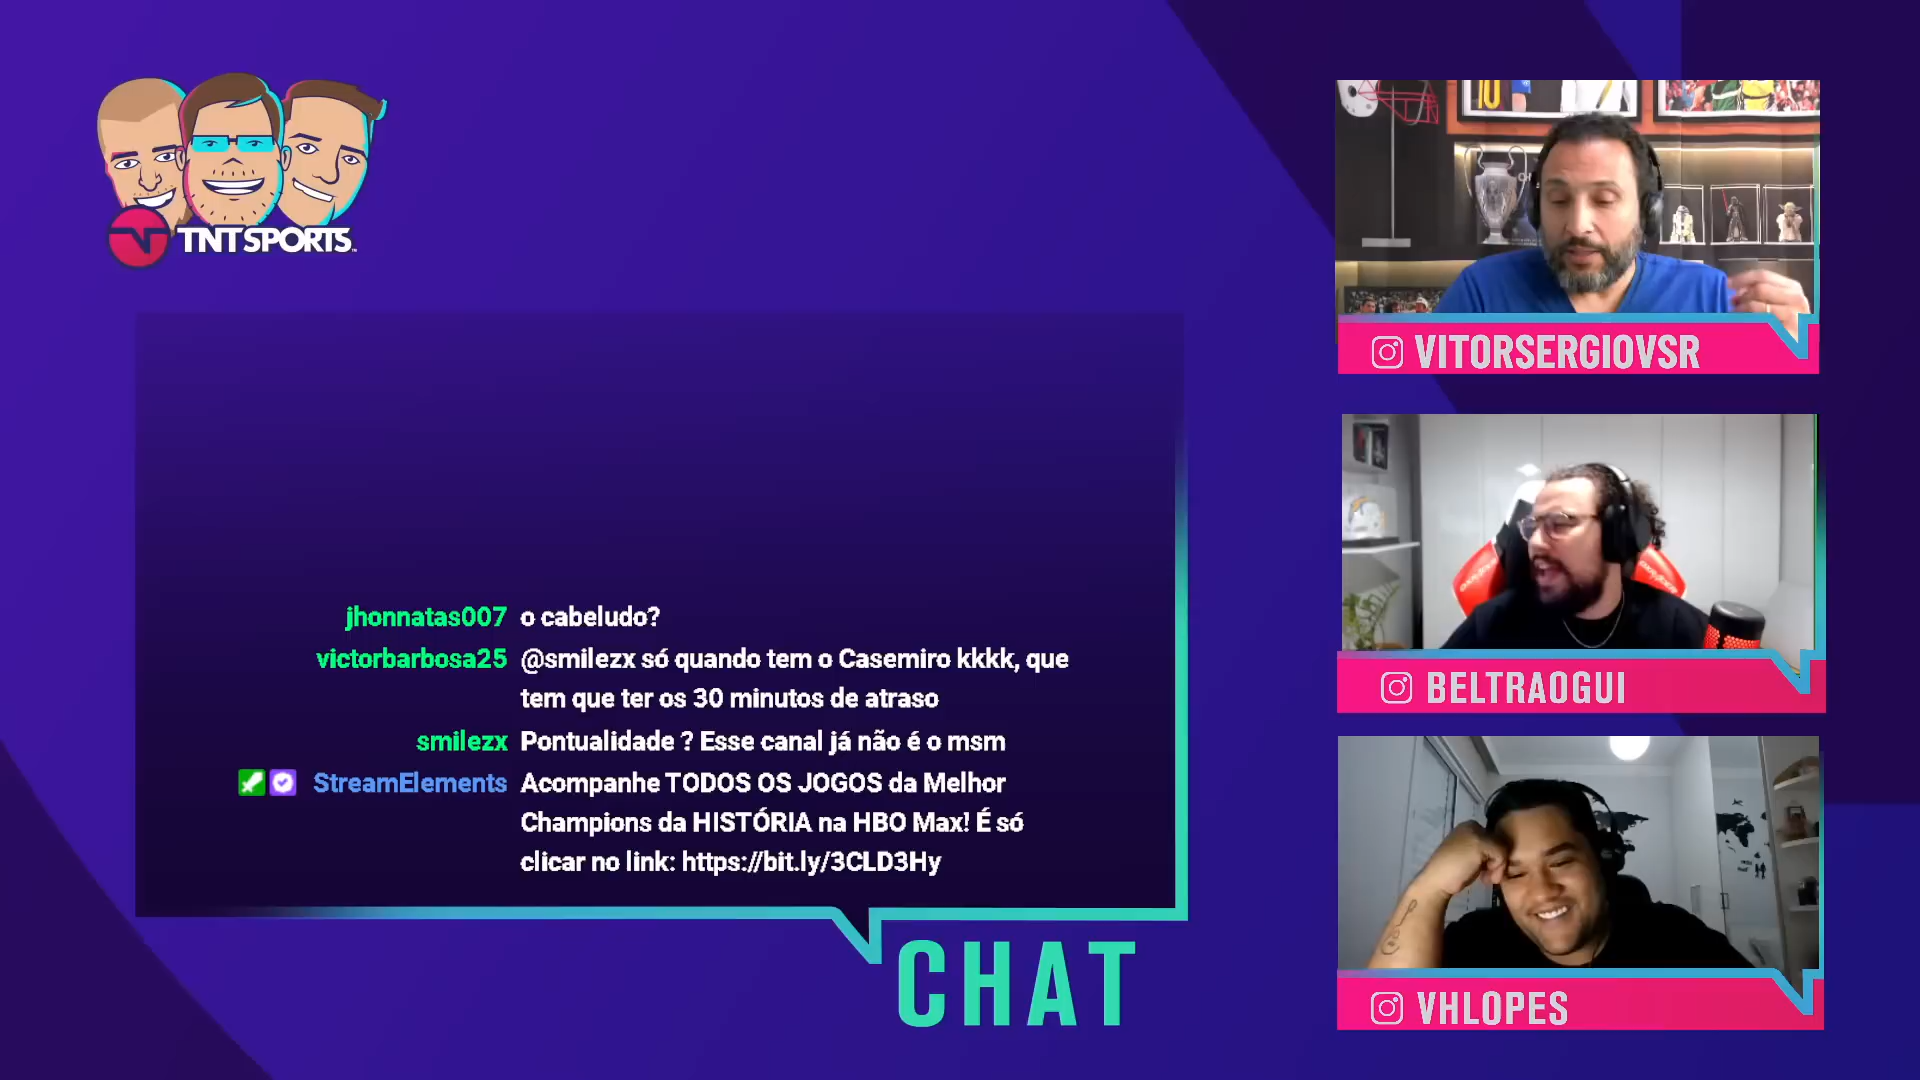 TNT SPORTS
jhonnatas007 o cabeludo?
victorbarbosa25 @smilezx só quando tem o Casemiro kkkk, que
tem que ter os 30 minutos de atraso
smilezx Pontualidade ? Esse canal já não é o msm
StreamElements Acompanhe TODOS OS JOGOS da Melhor
Champions da HISTÓRIA na HBO Max! É só
clicar no link: https://bit.ly/3CLD3Hy
CHAT
10
VITORSERGIOVSR
BELTRAOGUI
VHLOPES